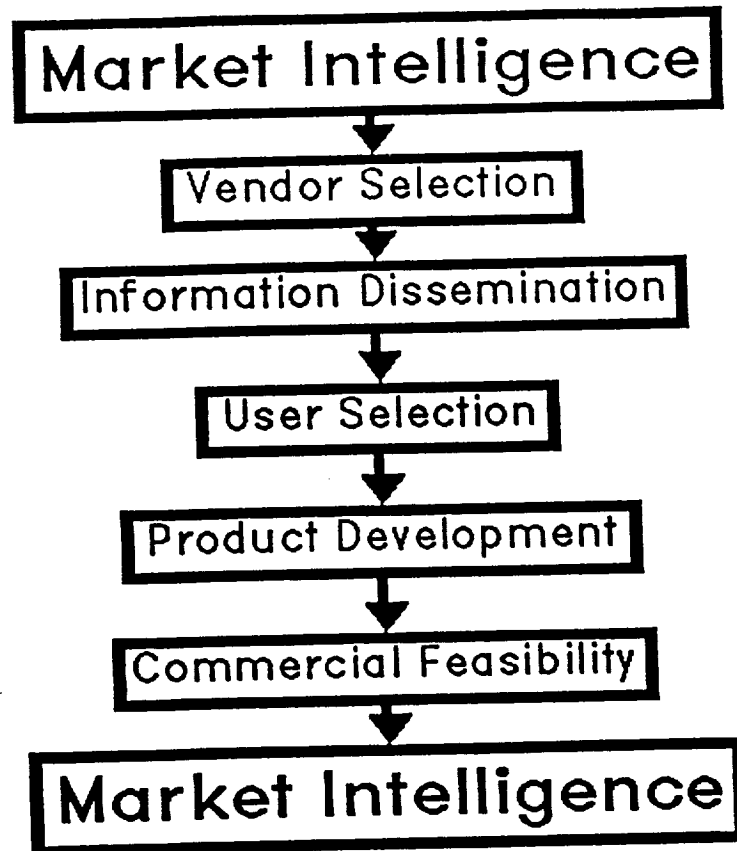 Market Intelligence
Vendor Selection
Information Dissemination
User Selection
Product Development
Commercial Feasibility
Market Intelligence